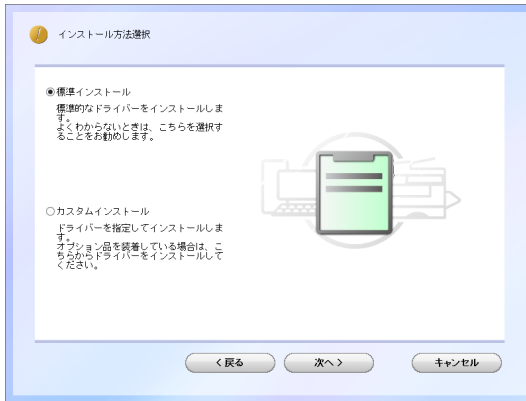 インストール方法選択
標準インストール
標準的なドライバーをインストールしま
す。
よくわからないときは、こちらを選択す
ることをお勧めします。
カスタムインストール
ドライバーを指定してインストールしま
す。
オプション品を装着している場合は、こ
ちらからドライバーをインストールして
ください。
< 戻る
次へ >
キャンセル